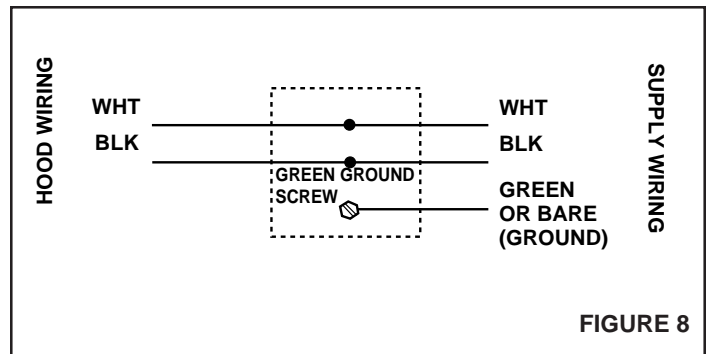 HOOD WIRING
WHT
BLK
GREEN GROUND
SCREW
WHT
BLK
GREEN
OR BARE
(GROUND)
SUPPLY WIRING
FIGURE 8